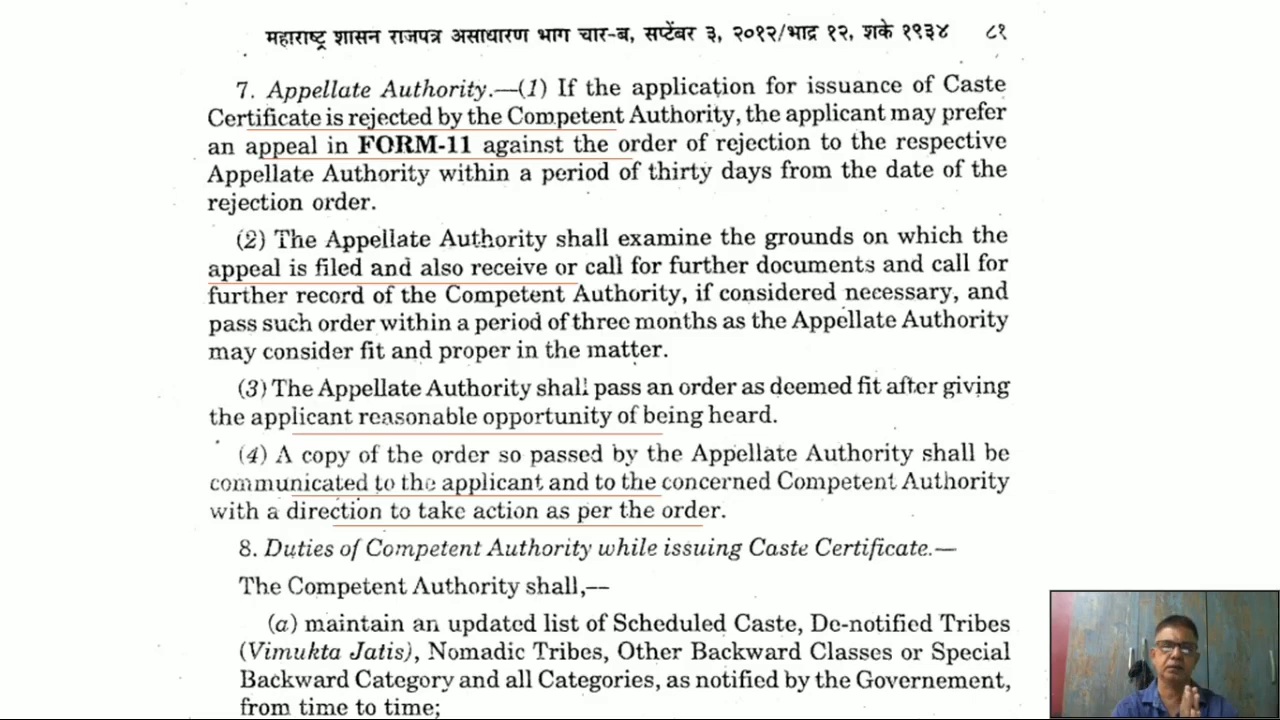 महाराष्ट्र शासन राजपत्र असाधारण भाग चार-ब, सप्टेंबर ३, २०१२/भाद्र १२, शके १९३४ ८१
7. Appellate Authority.—(1) If the application for issuance of Caste
Certificate is rejected by the Competent Authority, the applicant may prefer
an appeal in FORM-11 against the order of rejection to the respective
Appellate Authority within a period of thirty days from the date of the
rejection order.
(2) The Appellate Authority shall examine the grounds on which the
appeal is filed and also receive or call for further documents and call for
further record of the Competent Authority, if considered necessary, and
pass such order within a period of three months as the Appellate Authority
may consider fit and proper in the matter.
(3) The Appellate Authority shall pass an order as deemed fit after giving
the applicant reasonable opportunity of being heard.
(4) A copy of the order so passed by the Appellate Authority shall be
communicated to the applicant and to the concerned Competent Authority
with a direction to take action as per the order.
8. Duties of Competent Authority while issuing Caste Certificate.—
The Competent Authority shall,--
(a) maintain an updated list of Scheduled Caste, De-notified Tribes
(Vimukta Jatis), Nomadic Tribes, Other Backward Classes or Special
Backward Category and all Categories, as notified by the Governement,
from time to time;